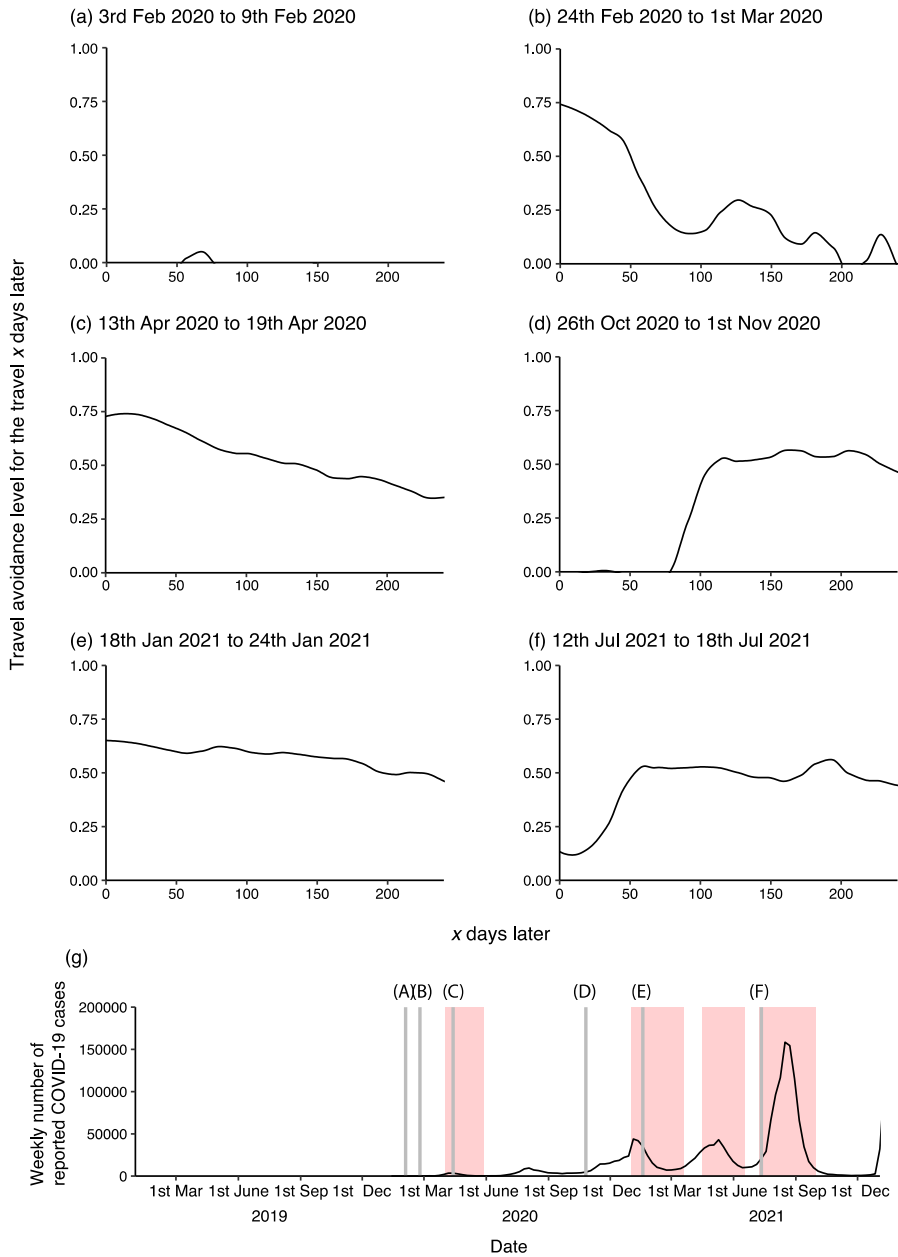 (a) 3rd Feb 2020 to 9th Feb 2020
1.00
0.75
0.50
0.25
0.00
0 50 100 150 200
(b) 24th Feb 2020 to 1st Mar 2020
1.00
0.75
0.50
0.25
0.00
0 50 100 150 200
Travel avoidance level for the travel x days later
(c) 13th Apr 2020 to 19th Apr 2020
1.00
0.75
0.50
0.25
0.00
0 50 100 150 200
(d) 26th Oct 2020 to 1st Nov 2020
1.00
0.75
0.50
0.25
0.00
0 50 100 150 200
(e) 18th Jan 2021 to 24th Jan 2021
1.00
0.75
0.50
0.25
0.00
0 50 100 150 200
(f) 12th Jul 2021 to 18th Jul 2021
1.00
0.75
0.50
0.25
0.00
0 50 100 150 200
x days later
(g)
(A) (B) (C) (D) (E) (F)
Weekly number of
reported COVID-19 cases
200000
150000
100000
50000
0
1st Mar 1st June 1st Sep 1st Dec 1st Mar 1st June 1st Sep 1st Dec 1st Mar 1st June 1st Sep 1st Dec
2019 2020 2021
Date